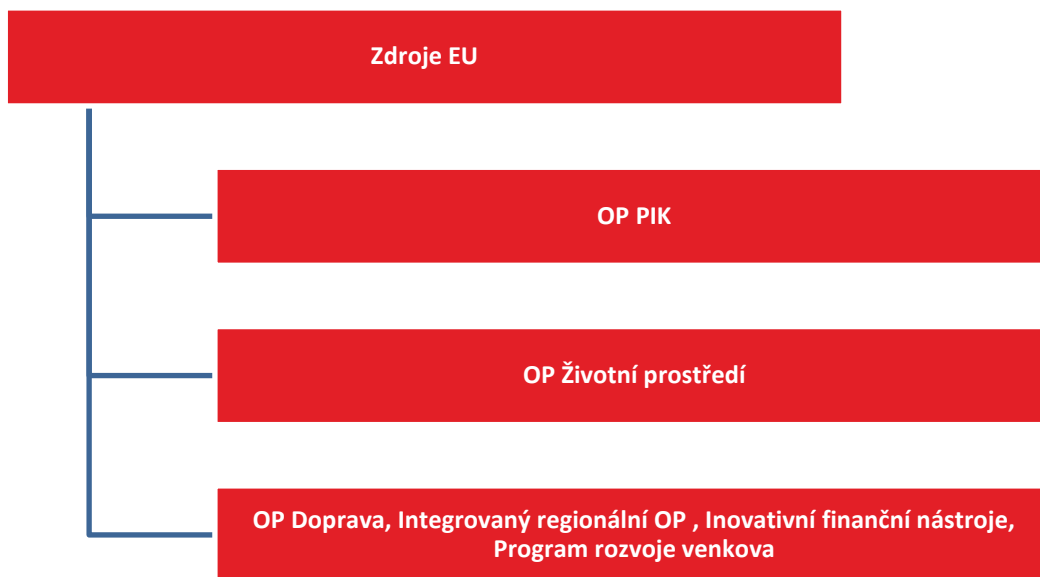 Zdroje EU
OP PIK
OP Životní prostředí
OP Doprava, Integrovaný regionální OP , Inovativní finanční nástroje,
Program rozvoje venkova